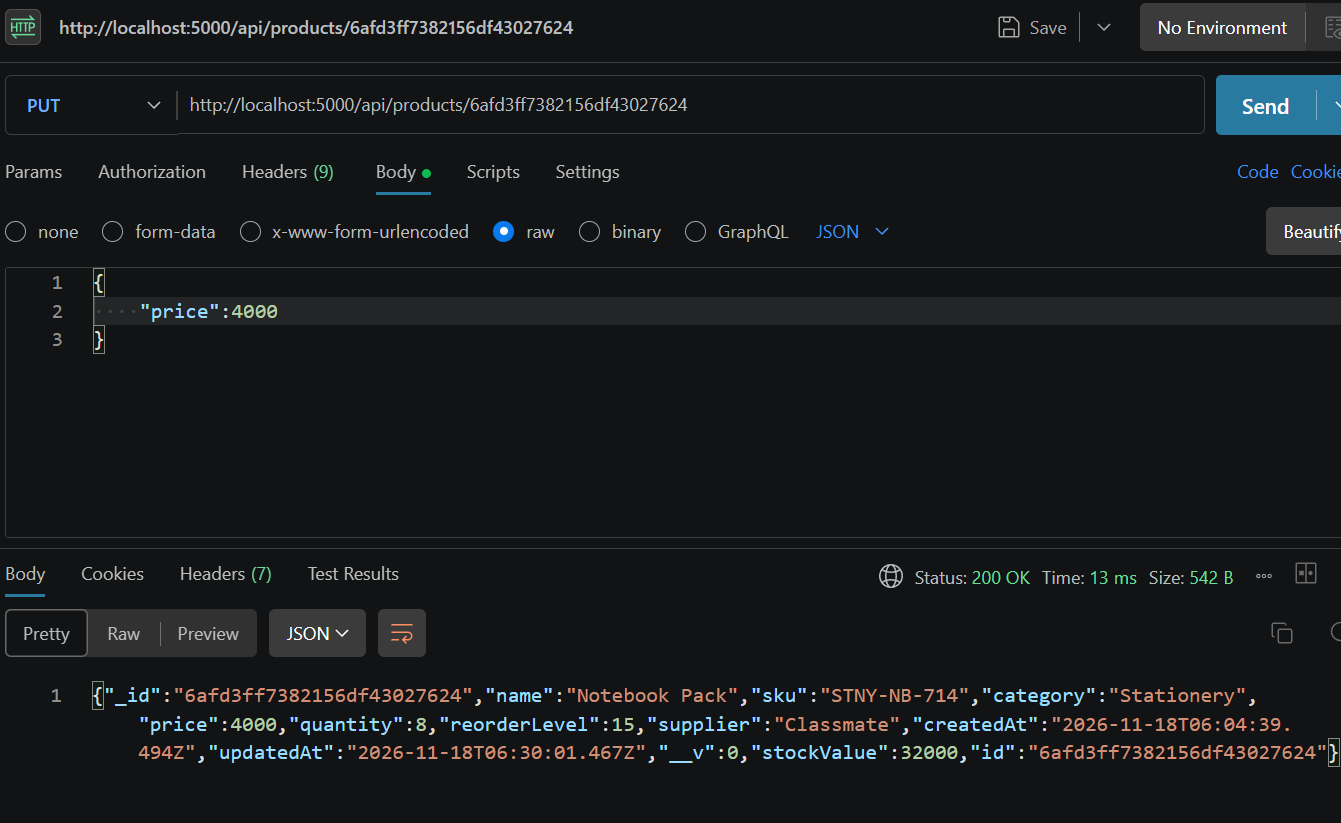 HTTP http://localhost:5000/api/products/6afd3ff7382156df43027624 Save No Environment
PUT http://localhost:5000/api/products/6afd3ff7382156df43027624 Send
Params Authorization Headers (9) Body Scripts Settings Code Cookie
none form-data x-www-form-urlencoded raw binary GraphQL JSON Beautify
1 {
2 ····"price":4000
3 }
Body Cookies Headers (7) Test Results Status: 200 OK Time: 13 ms Size: 542 B
Pretty Raw Preview JSON
1 {"_id":"6afd3ff7382156df43027624","name":"Notebook Pack","sku":"STNY-NB-714","category":"Stationery",
"price":4000,"quantity":8,"reorderLevel":15,"supplier":"Classmate","createdAt":"2026-11-18T06:04:39.
494Z","updatedAt":"2026-11-18T06:30:01.467Z","__v":0,"stockValue":32000,"id":"6afd3ff7382156df43027624"}